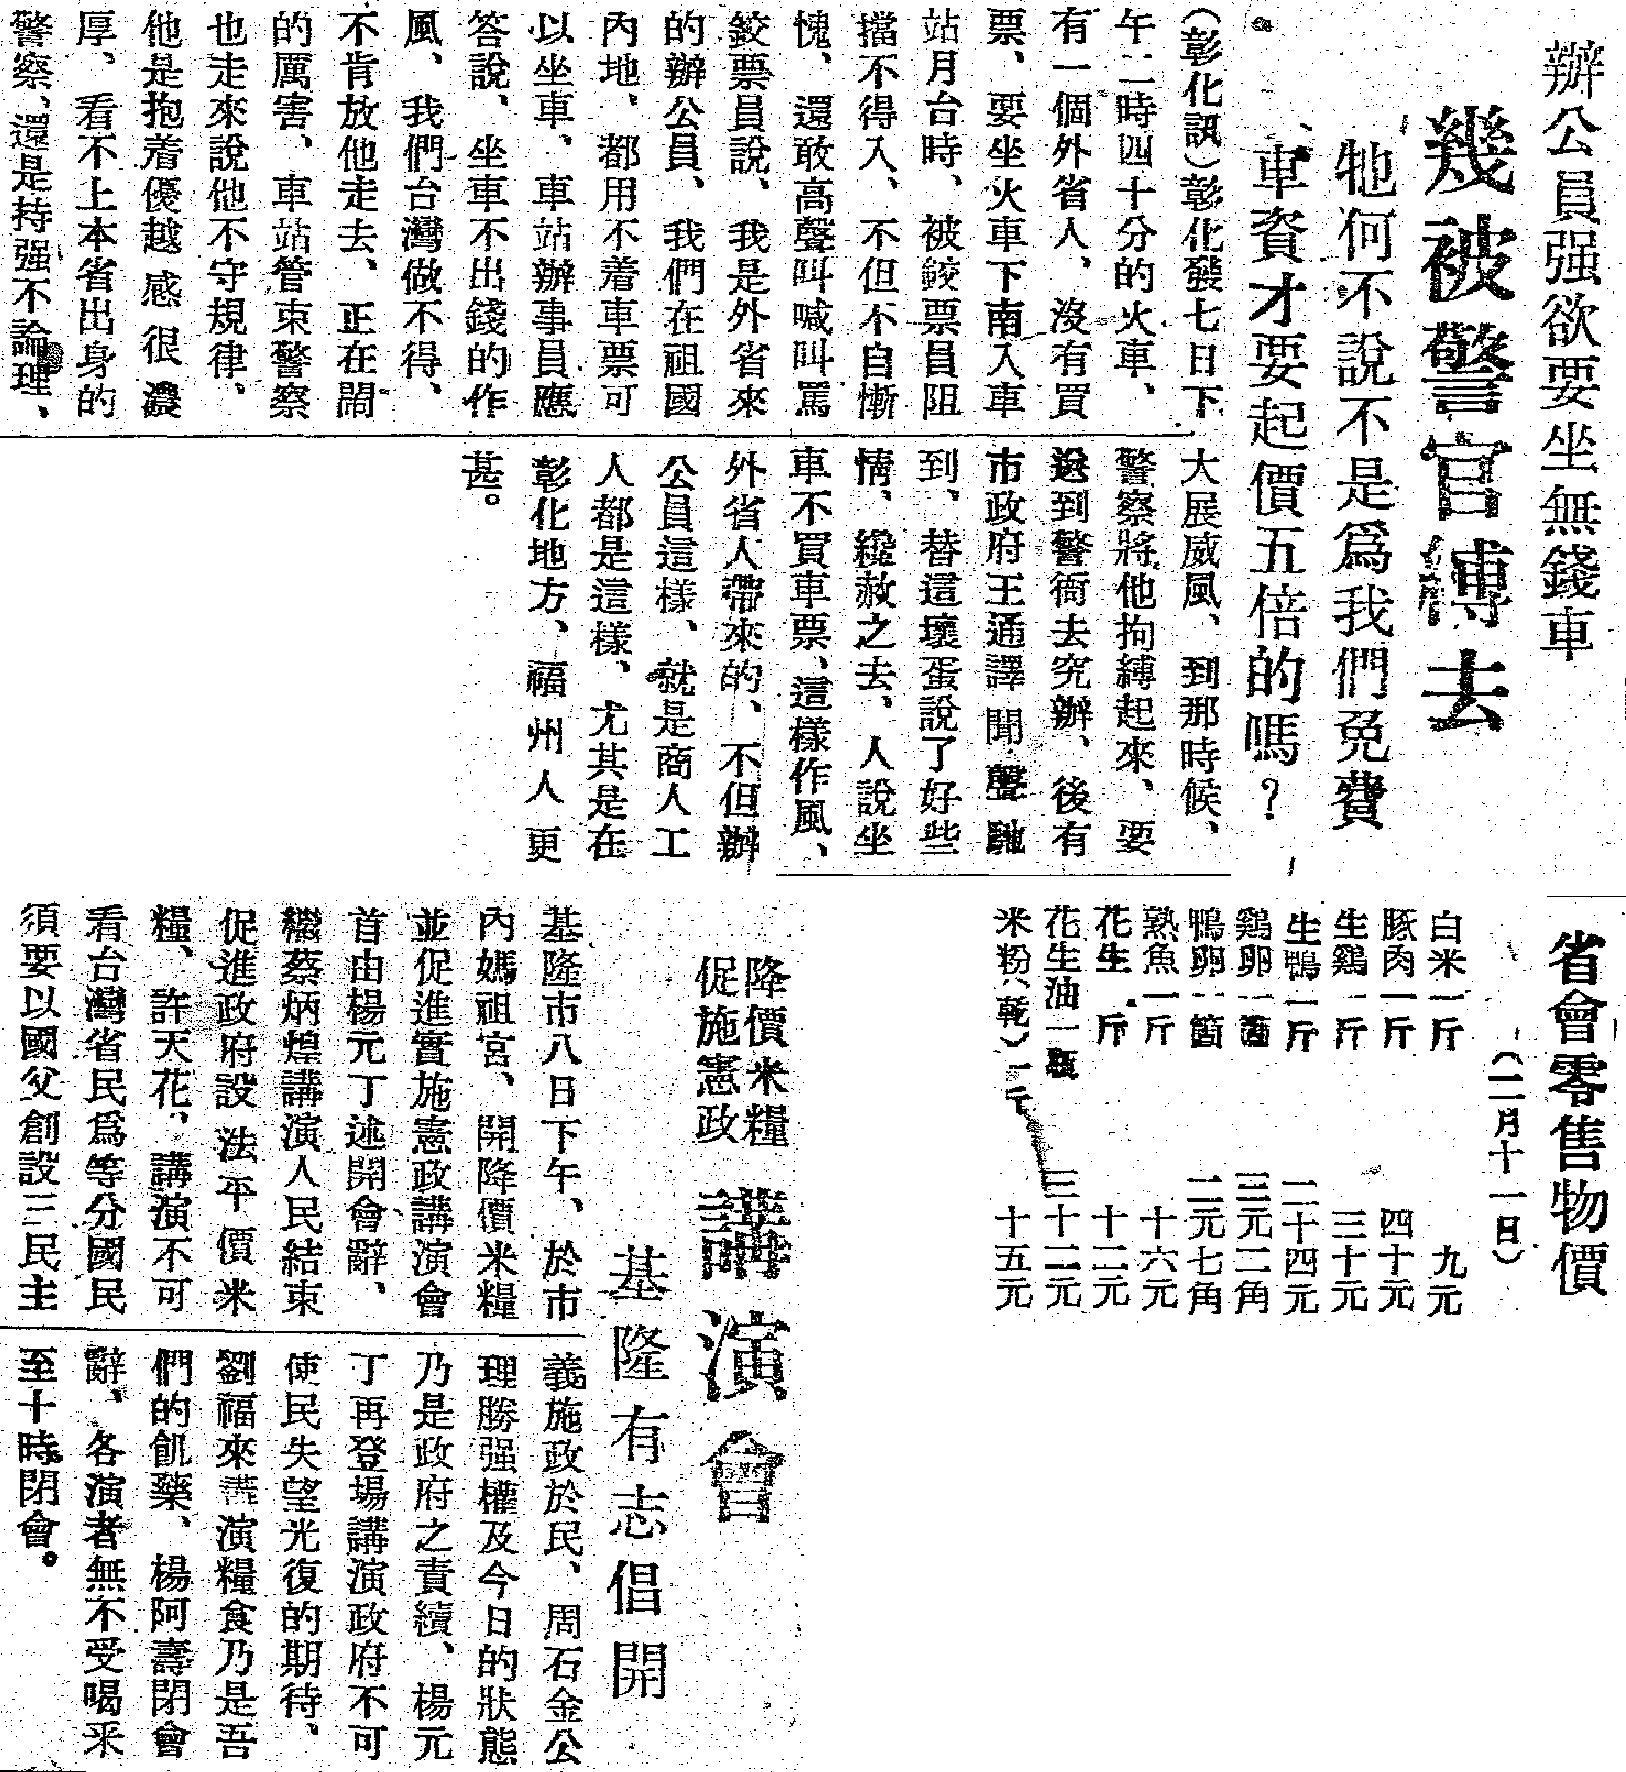 辦公員强欲要坐無錢車
幾被警官縛去
牠何不說不是爲我們免費
車資才要起價五倍的嗎?
(彰化訊)彰化發七日下
午二時四十分的火車、
有一個外省人、沒有買
票、要坐火車下南入車
站月台時、被鉸票員阻
擋不得入、不但不自慚
愧、還敢高聲叫喊叫罵
鉸票員說、我是外省來
的辦公員、我們在祖國
內地、都用不着車票可
以坐車、車站辦事員應
答說、坐車不出錢的作
風、我們台灣做不得、
不肯放他走去、正在鬧
的厲害、車站管束警察
也走來說他不守規律、
他是抱着優越感很濃
厚、看不上本省出身的
警察、還是持强不論理、
大展威風、到那時候、
警察將他拘縛起來、要
送到警衙去究辦、後有
市政府王通譯聞聲馳
到、替這壞蛋說了好些
情、纔赦之去、人說坐
車不買車票、這樣作風、
外省人帶來的、不但辦
公員這樣、就是商人工
人都是這樣、尤其是在
彰化地方、福州人更
甚。
省會零售物價
(二月十一日)
白米一斤 九元
豚肉一斤 四十元
生鷄一斤 三十元
生鴨一斤 二十四元
鷄卵一箇 三元二角
鴨卵一箇 二元七角
熟魚一斤 十六元
花生一斤 十二元
花生油一瓶 三十二元
米粉(乾)一斤 十五元
降價米糧
促施憲政
講演會
基隆有志倡開
基隆市八日下午、於市
內媽祖宮、開降價米糧
並促進實施憲政講演會
首由楊元丁述開會辭、
繼蔡炳煌講演人民結束
促進政府設法平價米
糧、許天花、講演不可
看台灣省民爲等分國民
須要以國父創設三民主
義施政於民、周石金公
理勝强權及今日的狀態
乃是政府之責績、楊元
丁再登場講演政府不可
使民失望光復的期待、
劉福來講演糧食乃是吾
們的飢藥、楊阿壽閉會
辭、各演者無不受喝采
至十時閉會。